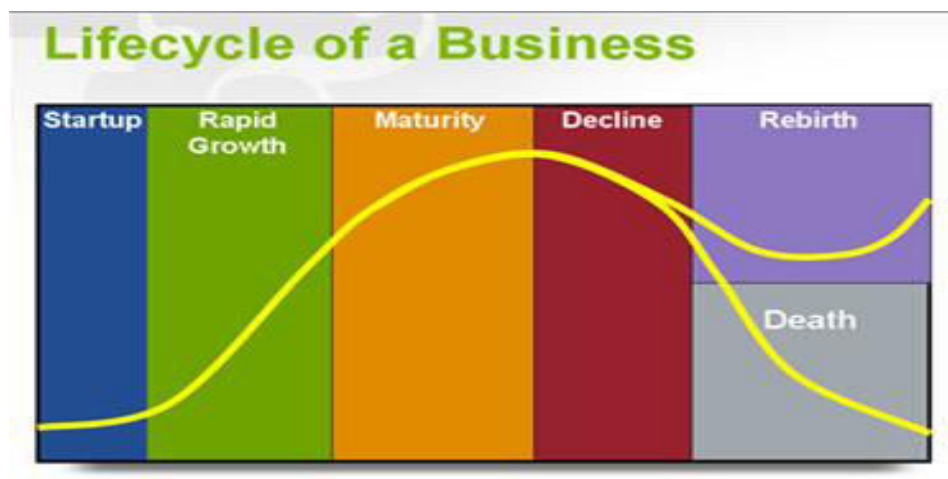 Lifecycle of a Business
Startup
Rapid
Growth
Maturity
Decline
Rebirth
Death